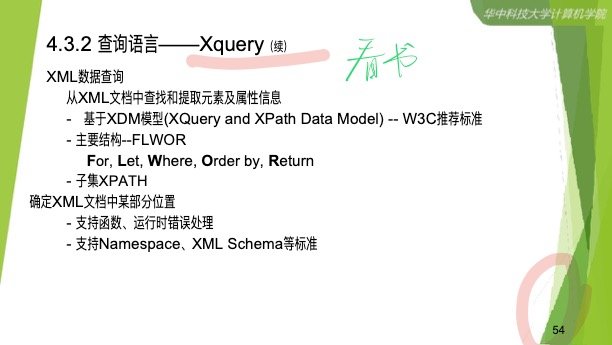 华中科技大学计算机学院
4.3.2 查询语言——Xquery (续)
看书
XML数据查询
从XML文档中查找和提取元素及属性信息
- 基于XDM模型(XQuery and XPath Data Model) -- W3C推荐标准
- 主要结构--FLWOR
For, Let, Where, Order by, Return
- 子集XPATH
确定XML文档中某部分位置
- 支持函数、运行时错误处理
- 支持Namespace、XML Schema等标准
54